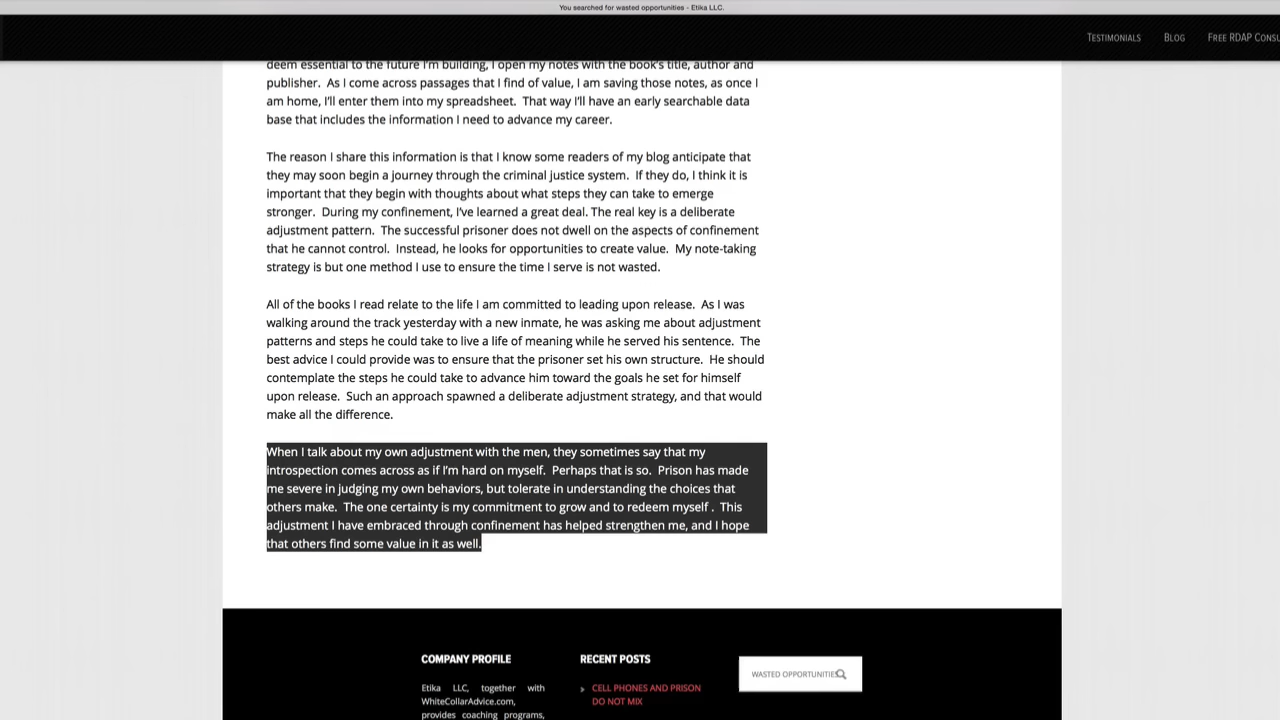 You searched for wasted opportunities - Etika LLC.
Testimonials Blog Free RDAP
deem essential to the future I'm building, I open my notes with the book's title, author and
publisher.  As I come across passages that I find of value, I am saving those notes, as once I
am home, I'll enter them into my spreadsheet.  That way I'll have an early searchable data
base that includes the information I need to advance my career.
The reason I share this information is that I know some readers of my blog anticipate that
they may soon begin a journey through the criminal justice system.  If they do, I think it is
important that they begin with thoughts about what steps they can take to emerge
stronger.  During my confinement, I've learned a great deal. The real key is a deliberate
adjustment pattern.  The successful prisoner does not dwell on the aspects of confinement
that he cannot control.  Instead, he looks for opportunities to create value.  My note-taking
strategy is but one method I use to ensure the time I serve is not wasted.
All of the books I read relate to the life I am committed to leading upon release.  As I was
walking around the track yesterday with a new inmate, he was asking me about adjustment
patterns and steps he could take to live a life of meaning while he served his sentence.  The
best advice I could provide was to ensure that the prisoner set his own structure.  He should
contemplate the steps he could take to advance him toward the goals he set for himself
upon release.  Such an approach spawned a deliberate adjustment strategy, and that would
make all the difference.
When I talk about my own adjustment with the men, they sometimes say that my
introspection comes across as if I'm hard on myself.  Perhaps that is so.  Prison has made
me severe in judging my own behaviors, but tolerate in understanding the choices that
others make.  The one certainty is my commitment to grow and to redeem myself .  This
adjustment I have embraced through confinement has helped strengthen me, and I hope
that others find some value in it as well.
COMPANY PROFILE
Etika LLC, together with
WhiteCollarAdvice.com,
provides coaching programs,
RECENT POSTS
CELL PHONES AND PRISON
DO NOT MIX
WASTED OPPORTUNITIES